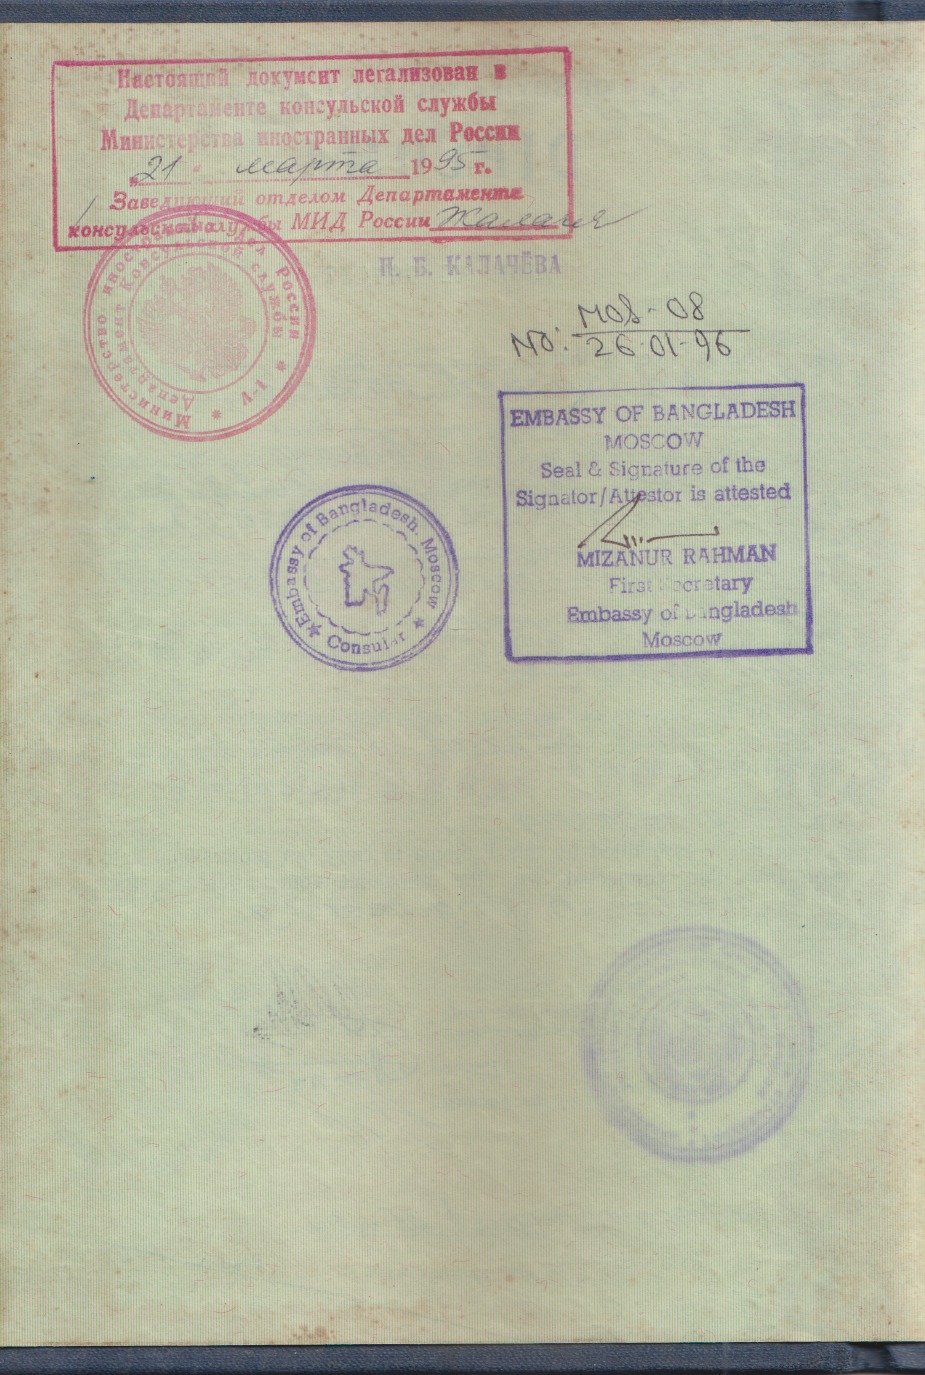 Настоящий документ легализован в
Департаменте консульской службы
Министерства иностранных дел России
„21" марта 1995 г.
Заведующий отделом Департамента
консульской службы МИД России
Н. Б. КАЛАЧЁВА
Министерство иностранных дел России * V-1 *
Департамент Консульской службы
No: MOS-08
26-01-96
EMBASSY OF BANGLADESH
MOSCOW
Seal & Signature of the
Signator/Attestor is attested
MIZANUR RAHMAN
First Secretary
Embassy of Bangladesh
Moscow
Embassy of Bangladesh. Moscow
★ Consular ★